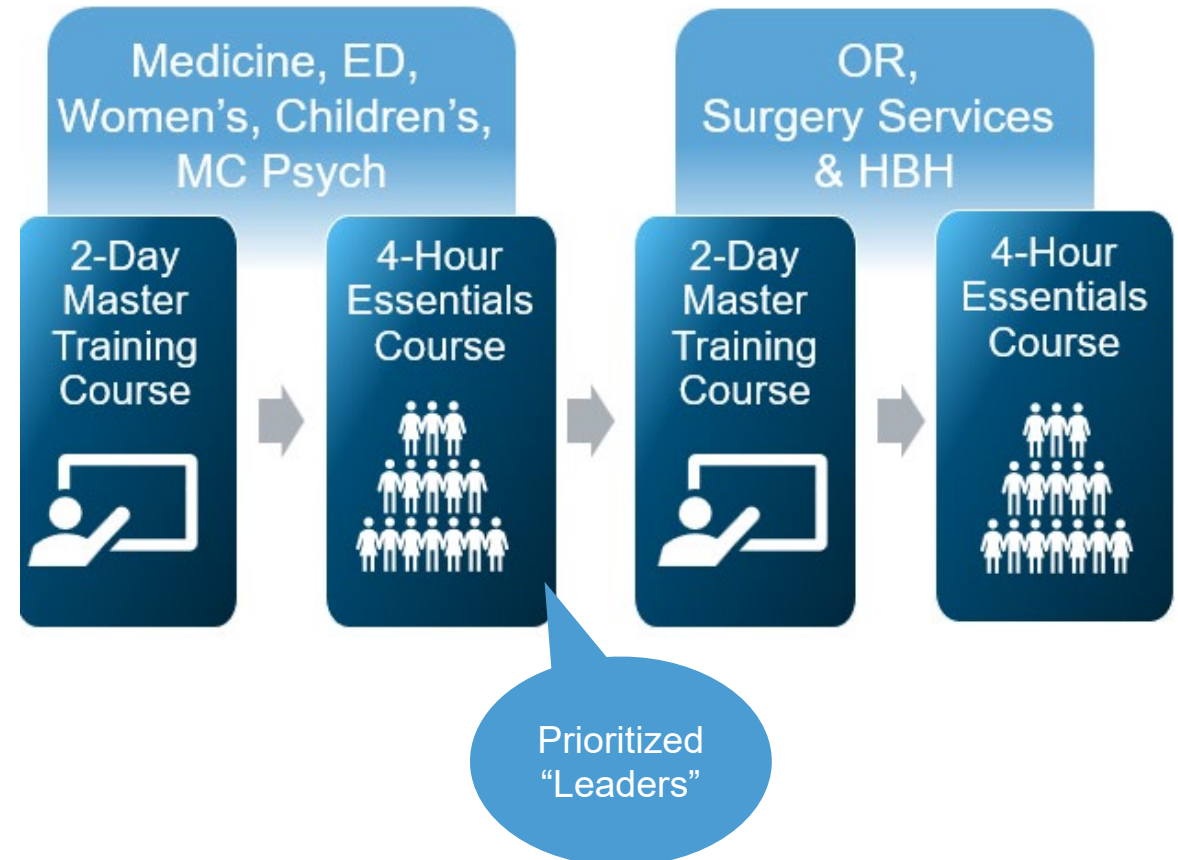 Medicine, ED,
Women’s, Children’s,
MC Psych
OR,
Surgery Services
& HBH
2-Day
Master
Training
Course
4-Hour
Essentials
Course
2-Day
Master
Training
Course
4-Hour
Essentials
Course
Prioritized
“Leaders”